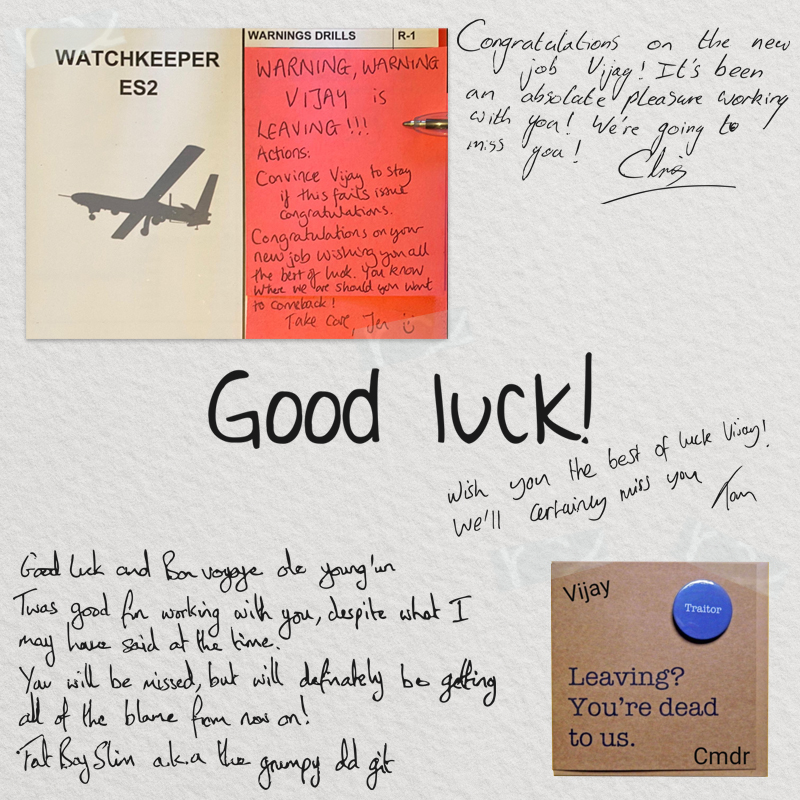 WATCHKEEPER
ES2
WARNINGS DRILLS R-1
WARNING, WARNING
VIJAY is
LEAVING!!!
Actions:
Convince Vijay to stay
if this fails issue
congratulations.
Congratulations on your
new job wishing you all
the best of luck. You know
where we are should you want
to comeback!
Take care, Jen
Congratulations on the new
job Vijay! It's been
an absolute pleasure working
with you! We're going to
miss you!
Chris
Good luck!
Wish you the best of luck Vijay!
We'll certainly miss you
Tom
Good luck and Bon voyage ole young'un
Twas good fun working with you, despite what I
may have said at the time.
You will be missed, but will definately be getting
all of the blame from now on!
Fat Boy Slim a.k.a the grumpy old git
Vijay
Traitor
Leaving?
You're dead
to us.
Cmdr